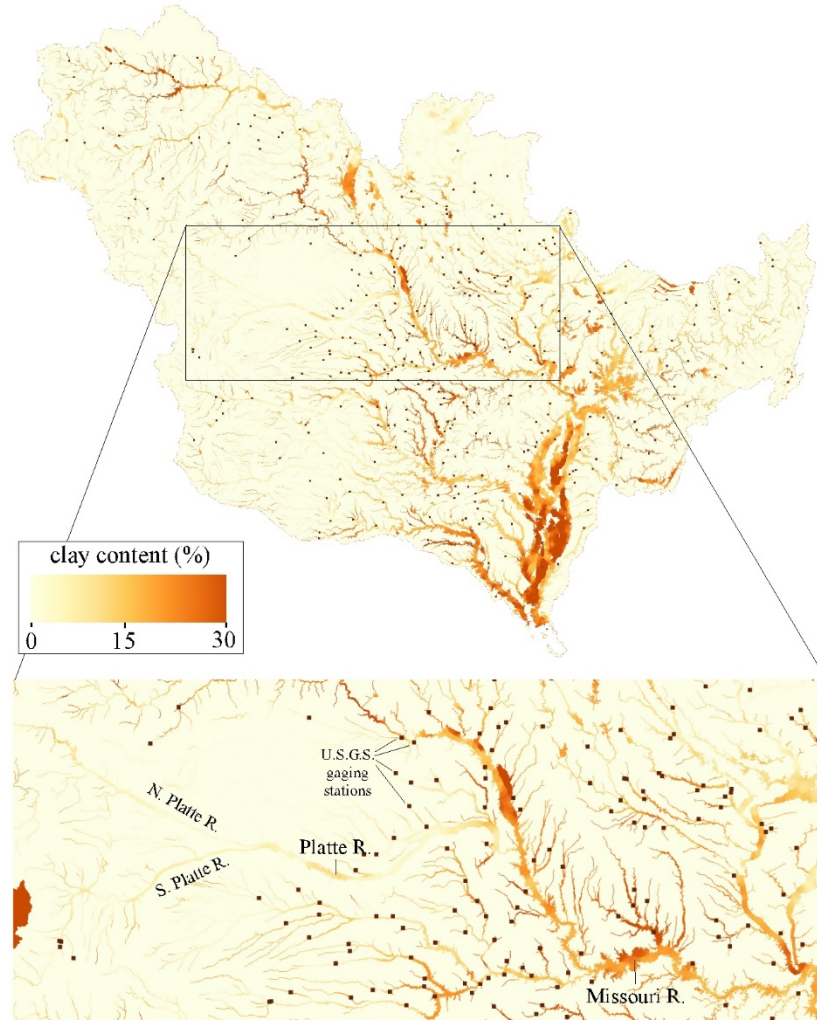 clay content (%)
0 15 30
U.S.G.S.
gaging
stations
N. Platte R.
Platte R.
S. Platte R.
Missouri R.